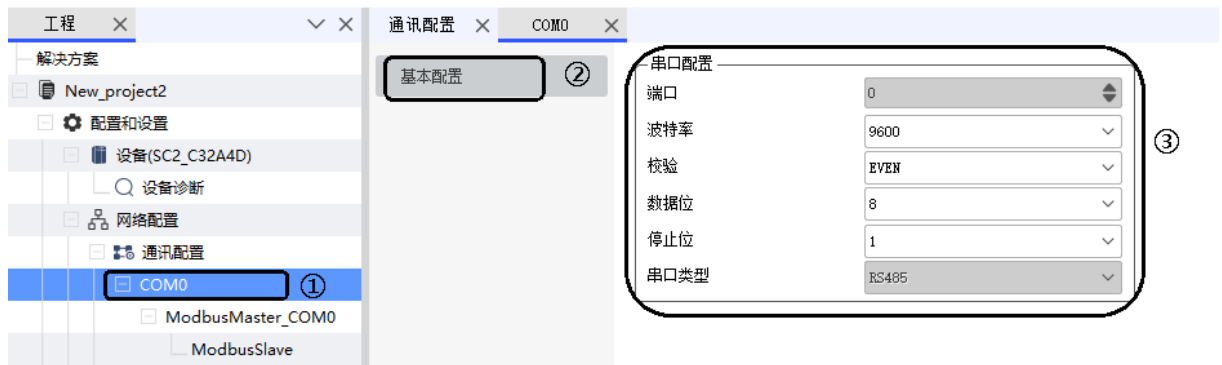 工程
通讯配置
COM0
解决方案
New_project2
配置和设置
设备(SC2_C32A4D)
设备诊断
网络配置
通讯配置
COM0
①
ModbusMaster_COM0
ModbusSlave
基本配置
②
串口配置
端口 0
波特率 9600
校验 EVEN
数据位 8
停止位 1
串口类型 RS485
③